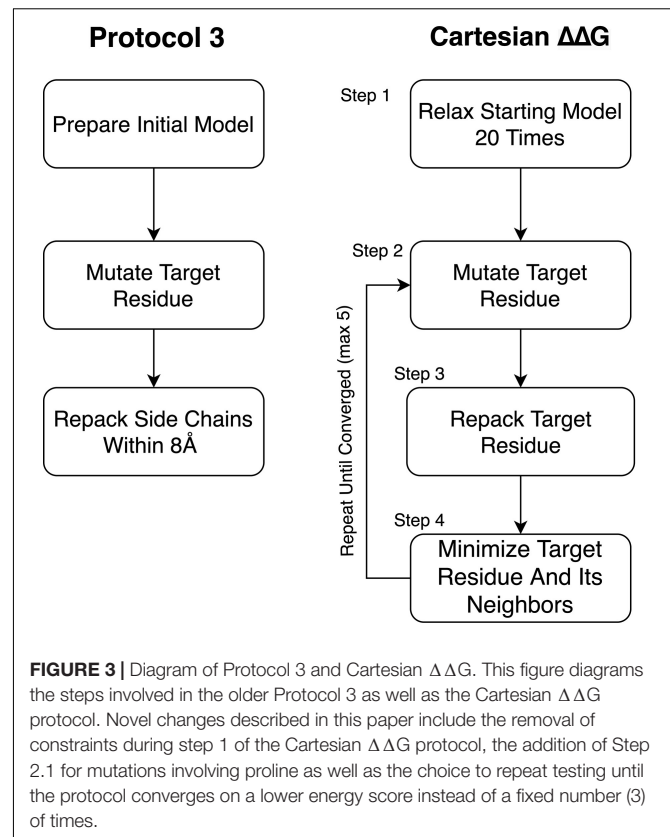 Protocol 3
Prepare Initial Model
Mutate Target
Residue
Repack Side Chains
Within 8Å
Cartesian ΔΔG
Step 1
Relax Starting Model
20 Times
Step 2
Mutate Target
Residue
Step 3
Repack Target
Residue
Step 4
Minimize Target
Residue And Its
Neighbors
Repeat Until Converged (max 5)
FIGURE 3 | Diagram of Protocol 3 and Cartesian ΔΔG. This figure diagrams
the steps involved in the older Protocol 3 as well as the Cartesian ΔΔG
protocol. Novel changes described in this paper include the removal of
constraints during step 1 of the Cartesian ΔΔG protocol, the addition of Step
2.1 for mutations involving proline as well as the choice to repeat testing until
the protocol converges on a lower energy score instead of a fixed number (3)
of times.